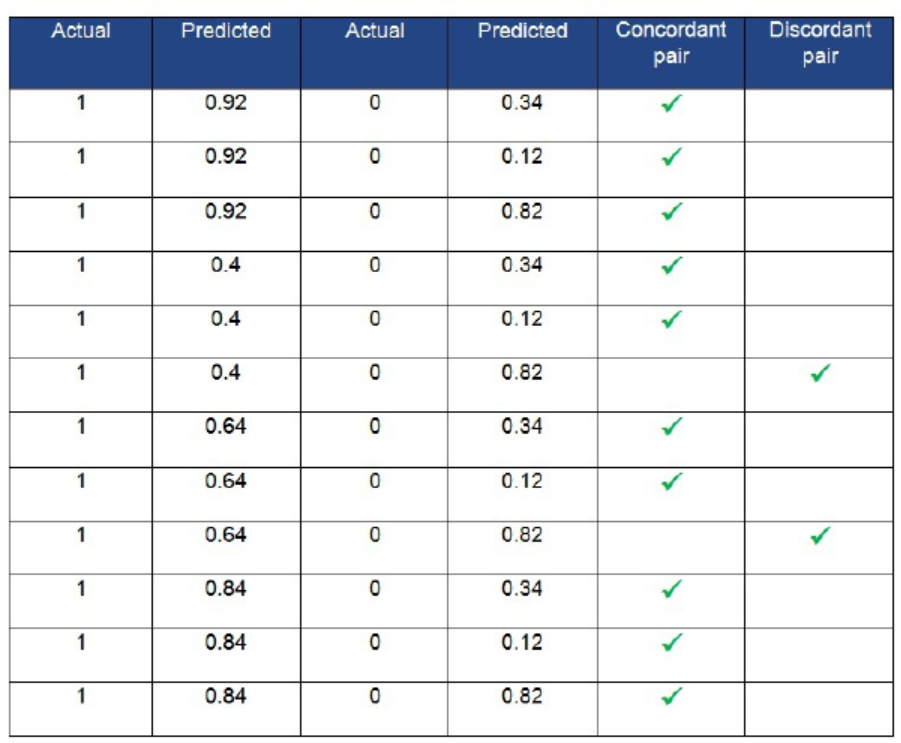 Actual Predicted Actual Predicted Concordant pair Discordant pair
1 0.92 0 0.34 ✓
1 0.92 0 0.12 ✓
1 0.92 0 0.82 ✓
1 0.4 0 0.34 ✓
1 0.4 0 0.12 ✓
1 0.4 0 0.82 ✓
1 0.64 0 0.34 ✓
1 0.64 0 0.12 ✓
1 0.64 0 0.82 ✓
1 0.84 0 0.34 ✓
1 0.84 0 0.12 ✓
1 0.84 0 0.82 ✓